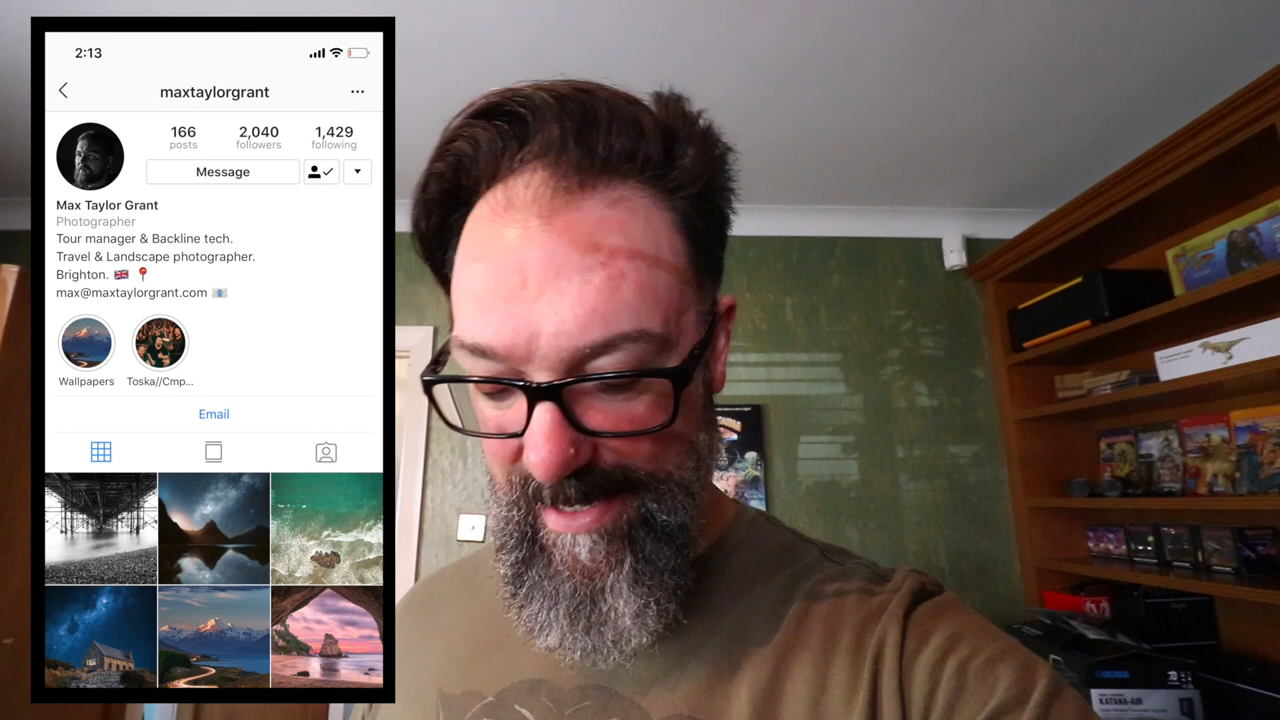 2:13
maxtaylorgrant
166 2,040 1,429
posts followers following
Message
Max Taylor Grant
Photographer
Tour manager & Backline tech.
Travel & Landscape photographer.
Brighton. 🇬🇧 📍
max@maxtaylorgrant.com 📧
Wallpapers Toska//Cmp...
Email
KATANA-AIR